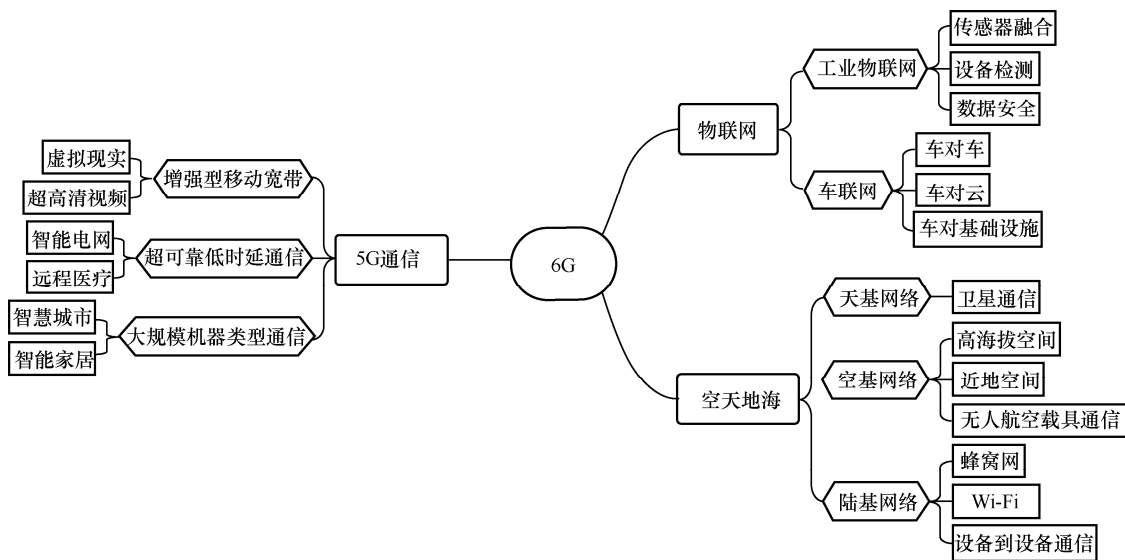 6G
5G通信
增强型移动宽带
虚拟现实
超高清视频
超可靠低时延通信
智能电网
远程医疗
大规模机器类型通信
智慧城市
智能家居
物联网
工业物联网
传感器融合
设备检测
数据安全
车联网
车对车
车对云
车对基础设施
空天地海
天基网络
卫星通信
空基网络
高海拔空间
近地空间
无人航空载具通信
陆基网络
蜂窝网
Wi-Fi
设备到设备通信